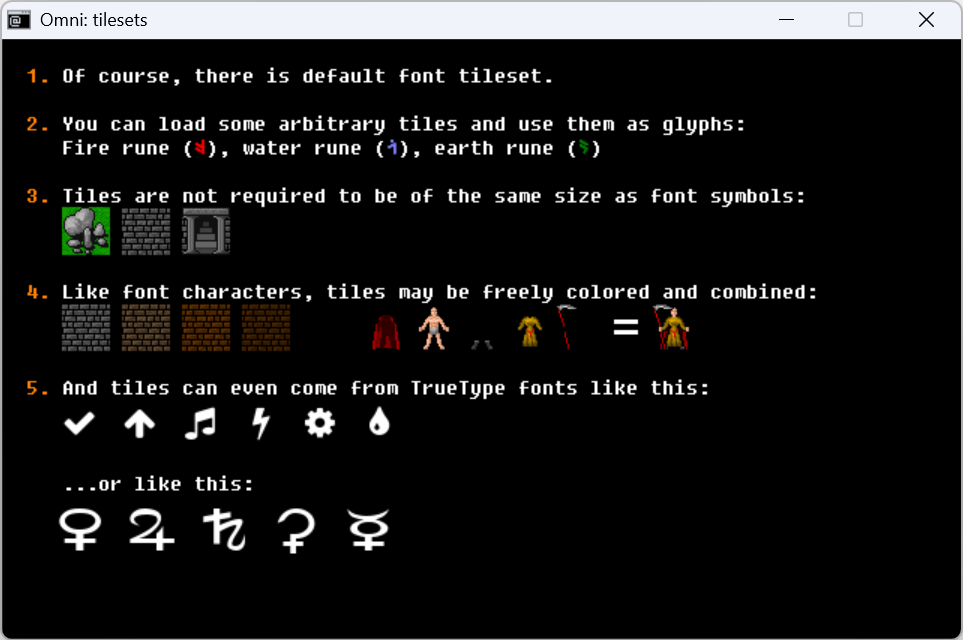 Omni: tilesets
1. Of course, there is default font tileset.
2. You can load some arbitrary tiles and use them as glyphs:
Fire rune (), water rune (), earth rune ()
3. Tiles are not required to be of the same size as font symbols:
4. Like font characters, tiles may be freely colored and combined:
=
5. And tiles can even come from TrueType fonts like this:
...or like this:
♀ ♃ ♄ ⚳ ☿